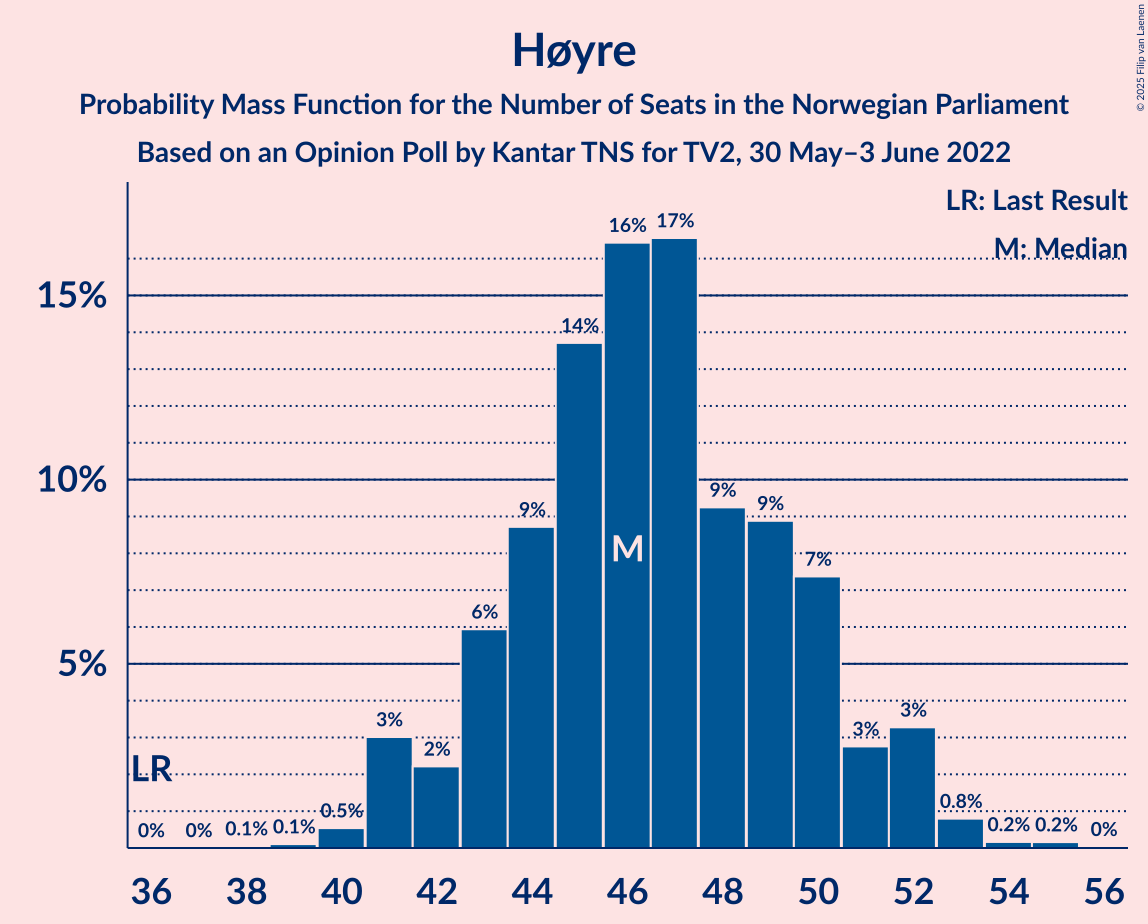 Høyre
Probability Mass Function for the Number of Seats in the Norwegian Parliament
Based on an Opinion Poll by Kantar TNS for TV2, 30 May–3 June 2022
© 2025 Filip van Laenen
LR: Last Result
M: Median
15%
10%
5%
0%
0%
0.1%
0.1%
0.5%
3%
2%
6%
9%
14%
16%
17%
9%
9%
7%
3%
3%
0.8%
0.2%
0.2%
0%
LR
M
36 38 40 42 44 46 48 50 52 54 56